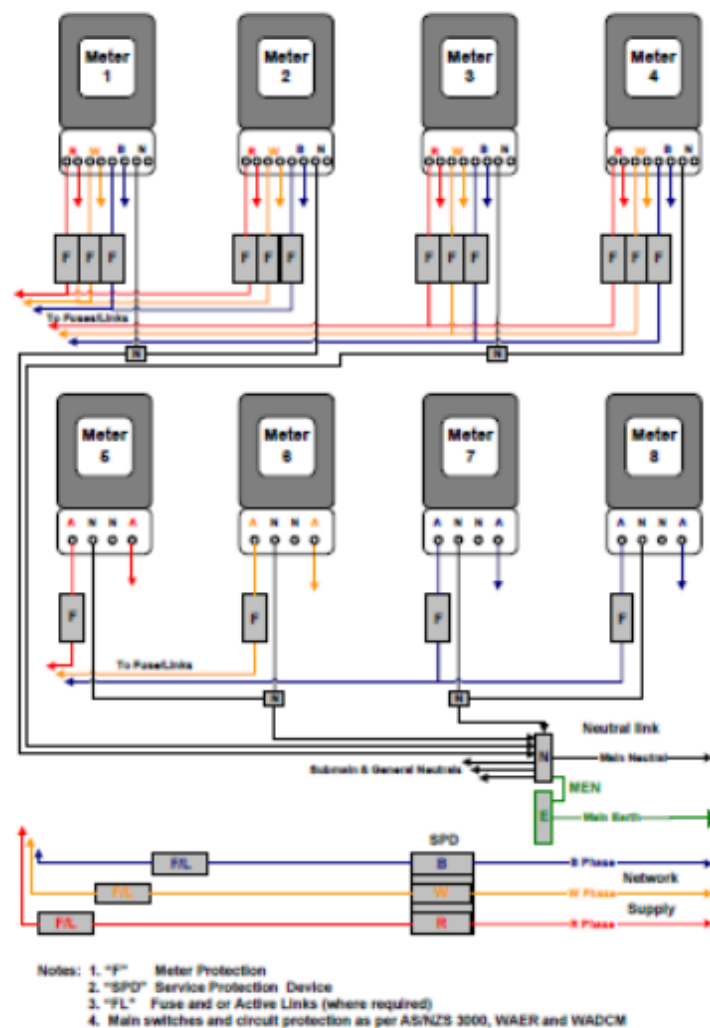 Meter 1
Meter 2
Meter 3
Meter 4
R W B N
R W B N
R W B N
R W B N
F F F
F F F
F F F
F F F
To Fuses/Links
N
N
Meter 5
Meter 6
Meter 7
Meter 8
A N N A
A N N A
A N N A
A N N A
F
F
F
F
To Fuse/Links
N
N
Neutral link
N
Main Neutral
Submain & General Neutrals
MEN
E
Main Earth
SPD
F/L
B
B Phase
Network
F/L
W
W Phase
Supply
F/L
R
R Phase
Notes: 1. "F" Meter Protection
2. "SPD" Service Protection Device
3. "FL" Fuse and or Active Links (where required)
4. Main switches and circuit protection as per AS/NZS 3000, WAER and WADCM